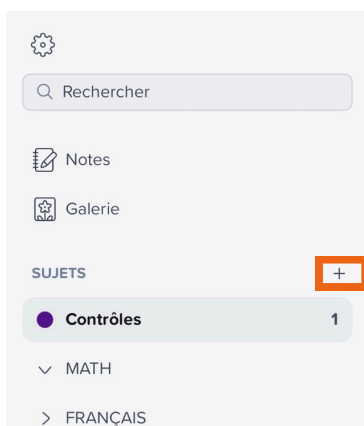 Rechercher
Notes
Galerie
SUJETS +
Contrôles 1
MATH
FRANÇAIS